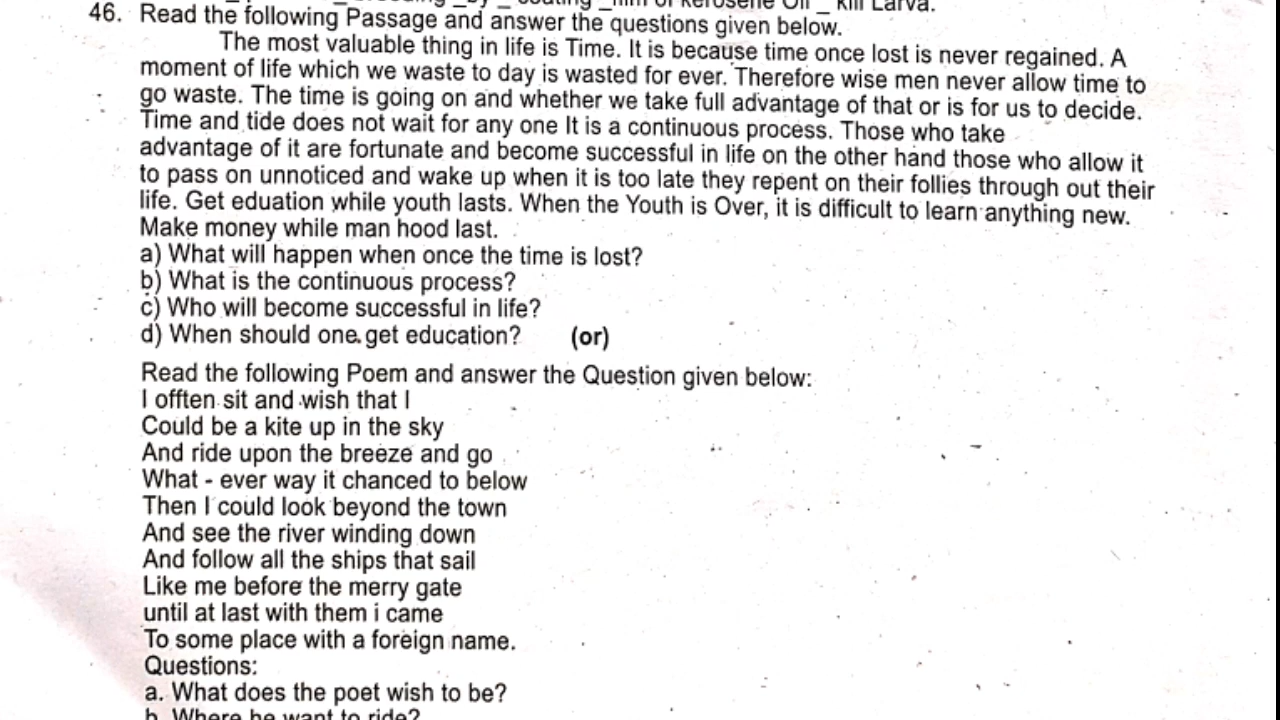 kill Larva.
46. Read the following Passage and answer the questions given below.
The most valuable thing in life is Time. It is because time once lost is never regained. A
moment of life which we waste to day is wasted for ever. Therefore wise men never allow time to
go waste. The time is going on and whether we take full advantage of that or is for us to decide.
Time and tide does not wait for any one It is a continuous process. Those who take
advantage of it are fortunate and become successful in life on the other hand those who allow it
to pass on unnoticed and wake up when it is too late they repent on their follies through out their
life. Get eduation while youth lasts. When the Youth is Over, it is difficult to learn anything new.
Make money while man hood last.
a) What will happen when once the time is lost?
b) What is the continuous process?
c) Who will become successful in life?
d) When should one get education? (or)
Read the following Poem and answer the Question given below:
I offten sit and wish that I
Could be a kite up in the sky
And ride upon the breeze and go
What - ever way it chanced to below
Then I could look beyond the town
And see the river winding down
And follow all the ships that sail
Like me before the merry gate
until at last with them i came
To some place with a foreign name.
Questions:
a. What does the poet wish to be?
b. Where he want to ride?